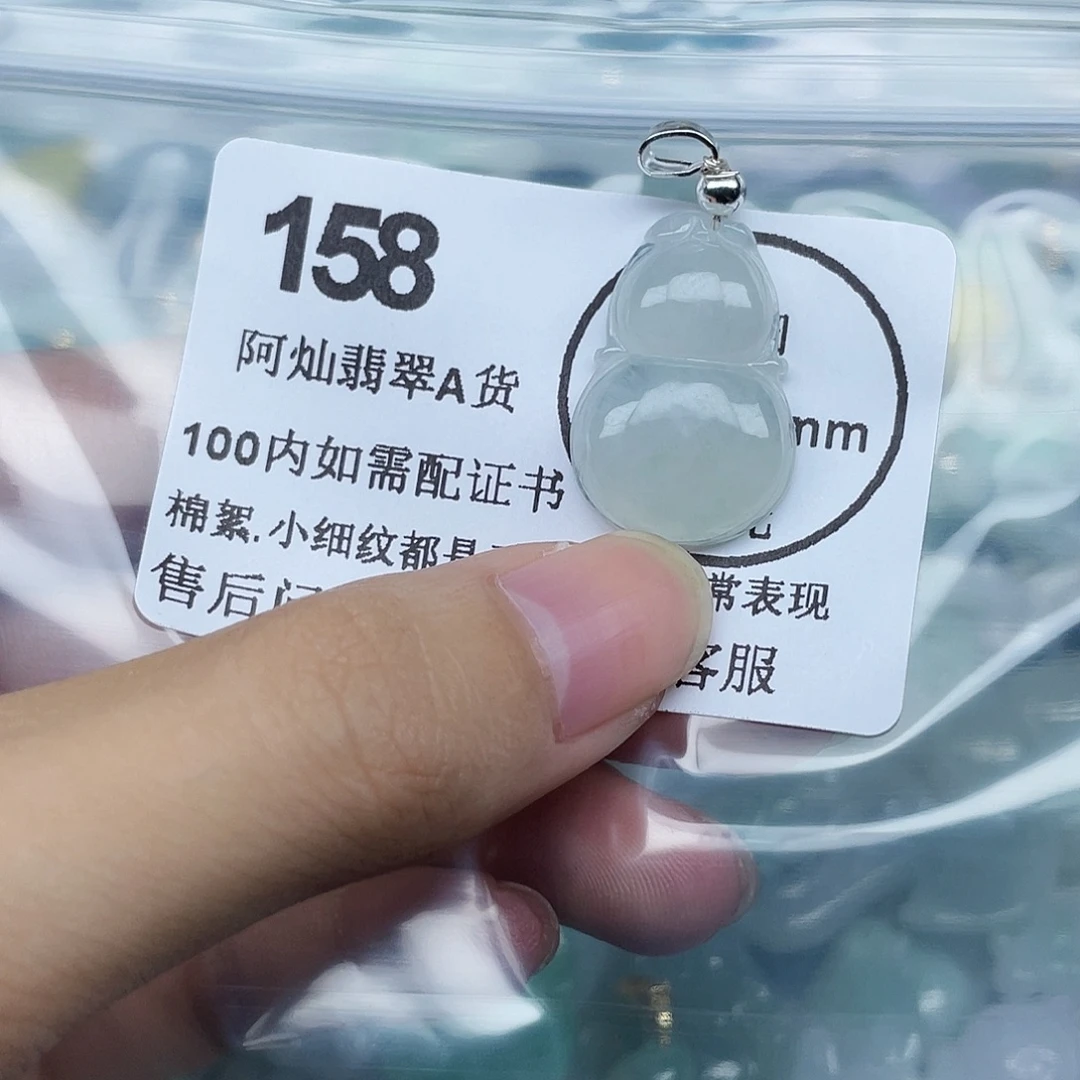 158
阿灿翡翠A货
100内如需配证书
mm
棉絮.小细纹都是
常表现
售后问
客服